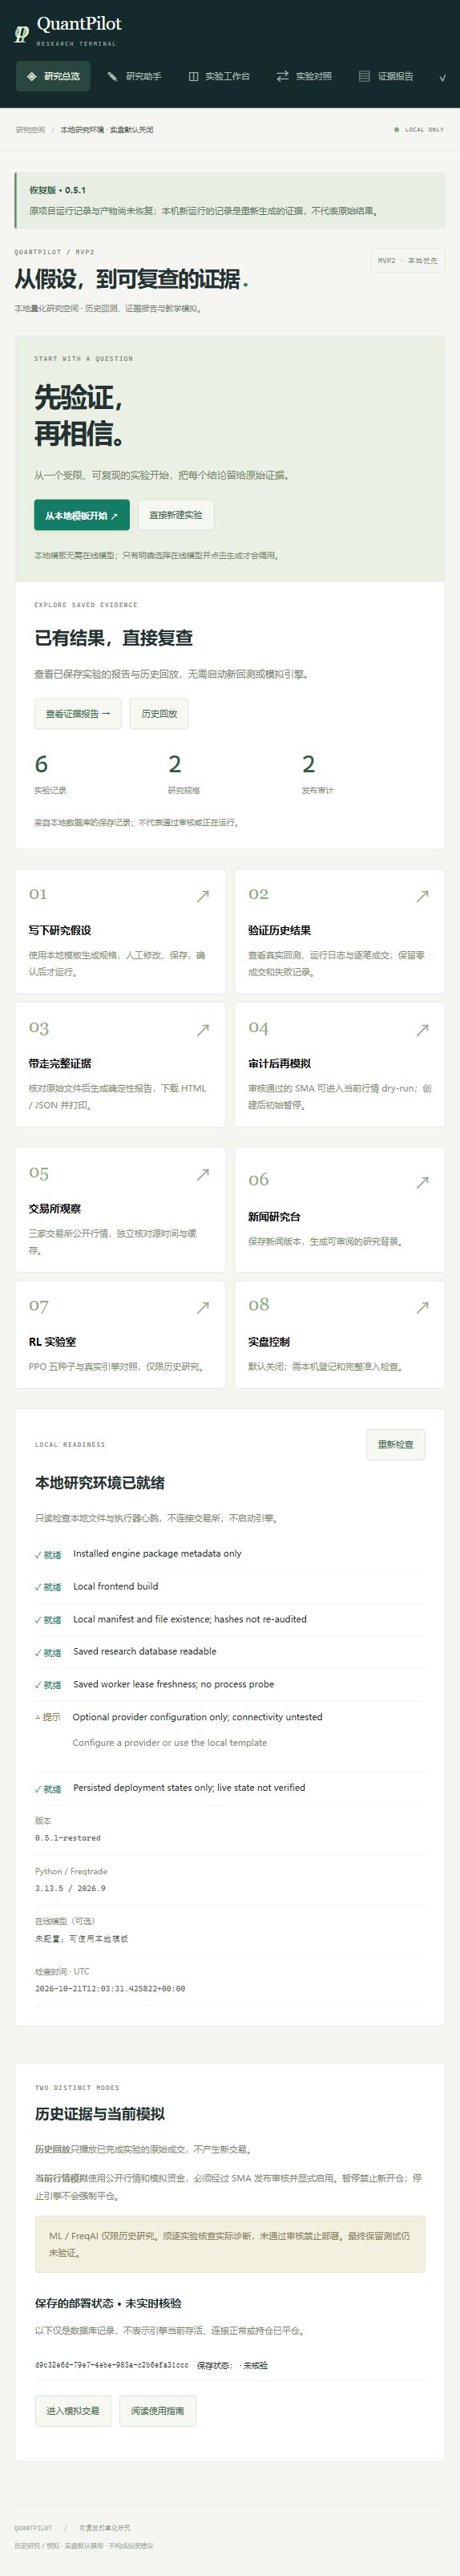 QuantPilot
RESEARCH TERMINAL
研究总览
研究助手
实验工作台
实验对照
证据报告
研究空间 / 本地研究环境 · 实盘默认关闭
LOCAL ONLY
恢复版 · 0.5.1
原项目运行记录与产物尚未恢复；本机新运行的记录是重新生成的证据，不代表原始结果。
QUANTPILOT / MVP2
MVP2 · 本地优先
从假设，到可复查的证据.
本地量化研究空间 · 历史回测、证据报告与教学模拟。
START WITH A QUESTION
先验证，
再相信。
从一个受限、可复现的实验开始，把每个结论留给原始证据。
从本地模板开始 ↗
直接新建实验
本地模板无需在线模型；只有明确选择在线模型并点击生成才会调用。
EXPLORE SAVED EVIDENCE
已有结果，直接复查
查看已保存实验的报告与历史回放，无需启动新回测或模拟引擎。
查看证据报告 →
历史回放
6
2
2
实验记录
研究规格
发布审计
来自本地数据库的保存记录；不代表通过审核或正在运行。
01 ↗
写下研究假设
使用本地模板生成规格，人工修改、保存，确
认后才运行。
02 ↗
验证历史结果
查看真实回测、运行日志与逐笔成交；保留零
成交和失败记录。
03 ↗
带走完整证据
核对原始文件后生成确定性报告，下载 HTML
/ JSON 并打印。
04 ↗
审计后再模拟
审核通过的 SMA 可进入当前行情 dry-run；创
建后初始暂停。
05 ↗
交易所观察
三家交易所公开行情，独立核对源时间与缓
存。
06 ↗
新闻研究台
保存新闻版本，生成可审阅的研究背景。
07 ↗
RL 实验室
PPO 五种子与真实引擎对照，仅限历史研究。
08 ↗
实盘控制
默认关闭；需本机登记和完整准入检查。
LOCAL READINESS
重新检查
本地研究环境已就绪
只读检查本地文件与执行器心跳，不连接交易所，不启动引擎。
✓ 就绪 Installed engine package metadata only
✓ 就绪 Local frontend build
✓ 就绪 Local manifest and file existence; hashes not re-audited
✓ 就绪 Saved research database readable
✓ 就绪 Saved worker lease freshness; no process probe
△ 提示 Optional provider configuration only; connectivity untested
Configure a provider or use the local template
✓ 就绪 Persisted deployment states only; live state not verified
版本
0.5.1-restored
Python / Freqtrade
3.13.5 / 2026.9
在线模型（可选）
未配置；可使用本地模板
检查时间 · UTC
2026-10-21T12:03:31.425822+00:00
TWO DISTINCT MODES
历史证据与当前模拟
历史回放只播放已完成实验的原始成交，不产生新交易。
当前行情模拟使用公开行情和模拟资金，必须经过 SMA 发布审核并显式启用。暂停禁止新开仓；停
止引擎不会强制平仓。
ML / FreqAI 仅限历史研究。须逐实验核查实际诊断，未通过审核禁止部署。最终保留测试仍
未验证。
保存的部署状态 · 未实时核验
以下仅是数据库记录，不表示引擎当前存活、连接正常或持仓已平仓。
d9c32e6d-79e7-4ebe-983a-c2b6efa31ccc 保存状态： · 未核验
进入模拟交易
阅读使用指南
QUANTPILOT / 可复现的量化研究
历史研究 / 模拟 · 实盘默认禁用 · 不构成投资建议